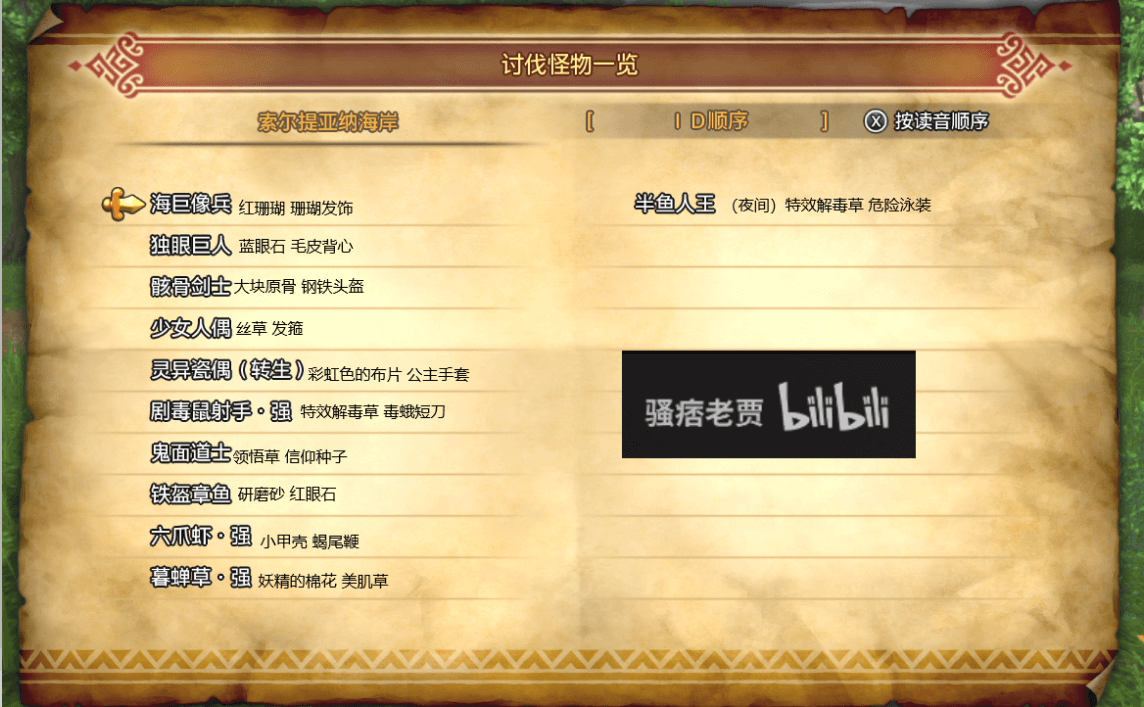 讨伐怪物一览
索尔提亚纳海岸 [ ID顺序 ] Ⓧ 按读音顺序
海巨像兵 红珊瑚 珊瑚发饰
独眼巨人 蓝眼石 毛皮背心
骸骨剑士 大块原骨 钢铁头盔
少女人偶 丝草 发箍
灵异瓷偶（转生）彩虹色的布片 公主手套
剧毒鼠射手・强 特效解毒草 毒蛾短刀
鬼面道士 领悟草 信仰种子
铁盔章鱼 研磨砂 红眼石
六爪虾・强 小甲壳 蝎尾鞭
暮蝉草・强 妖精的棉花 美肌草
半鱼人王 （夜间）特效解毒草 危险泳装
骚痞老贾 bilibili